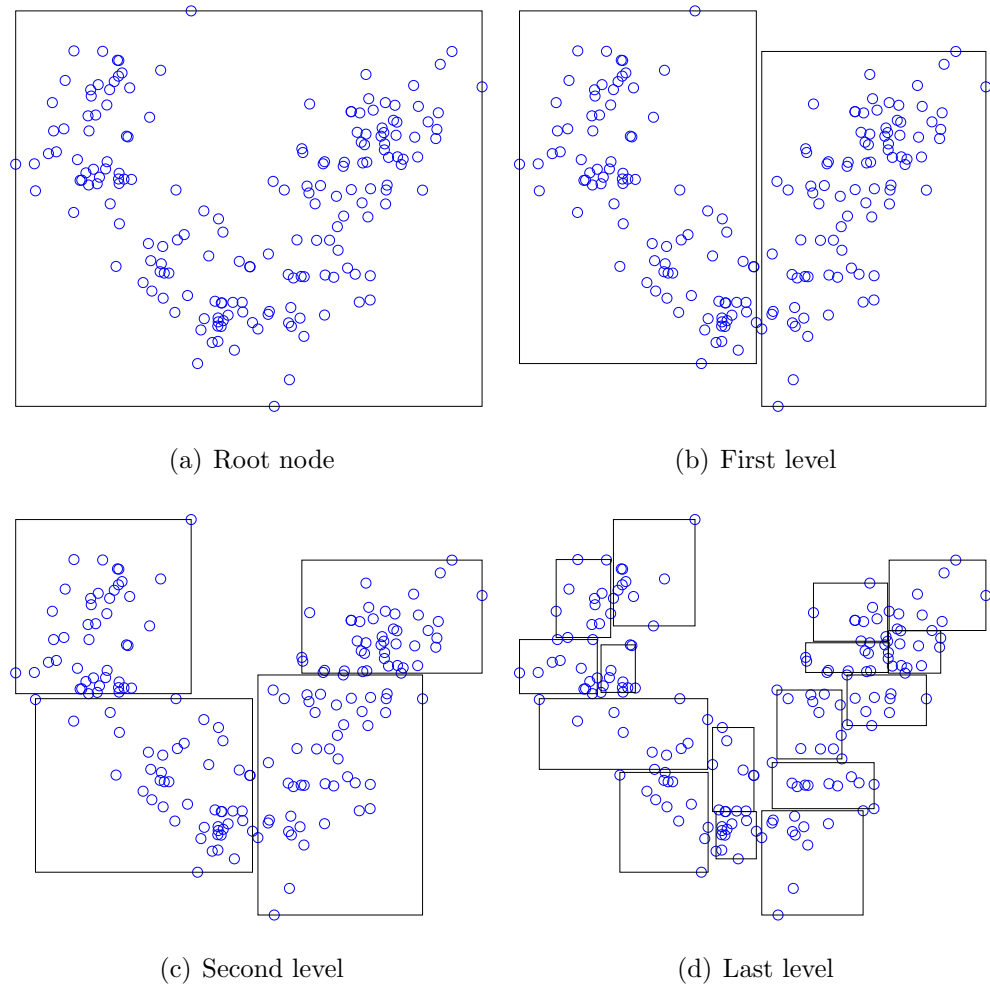 (a) Root node
(b) First level
(c) Second level
(d) Last level